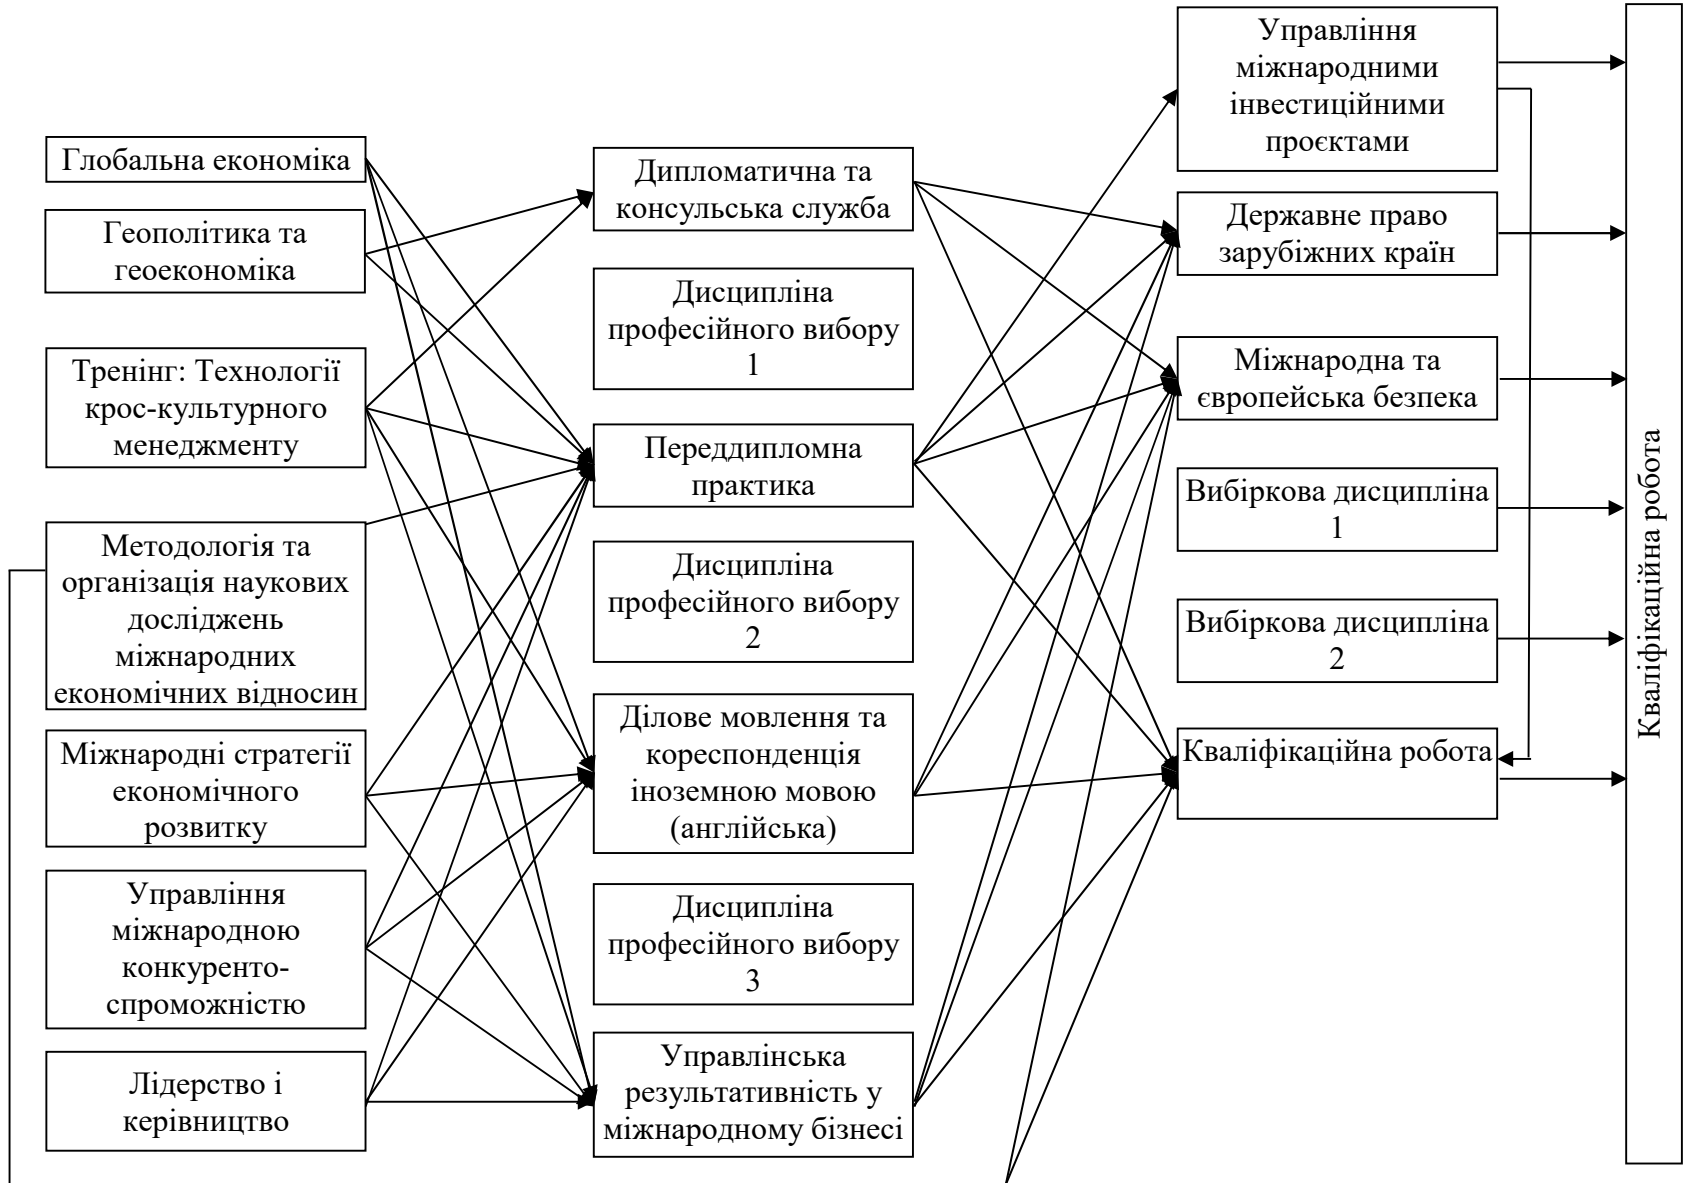 Глобальна економіка
Геополітика та
геоекономіка
Тренінг: Технології
крос-культурного
менеджменту
Методологія та
організація наукових
досліджень
міжнародних
економічних відносин
Міжнародні стратегії
економічного
розвитку
Управління
міжнародною
конкуренто-
спроможністю
Лідерство і
керівництво
Дипломатична та
консульська служба
Дисципліна
професійного вибору
1
Переддипломна
практика
Дисципліна
професійного вибору
2
Ділове мовлення та
кореспонденція
іноземною мовою
(англійська)
Дисципліна
професійного вибору
3
Управлінська
результативність у
міжнародному бізнесі
Управління
міжнародними
інвестиційними
проєктами
Державне право
зарубіжних країн
Міжнародна та
європейська безпека
Вибіркова дисципліна
1
Вибіркова дисципліна
2
Кваліфікаційна робота
Кваліфікаційна робота